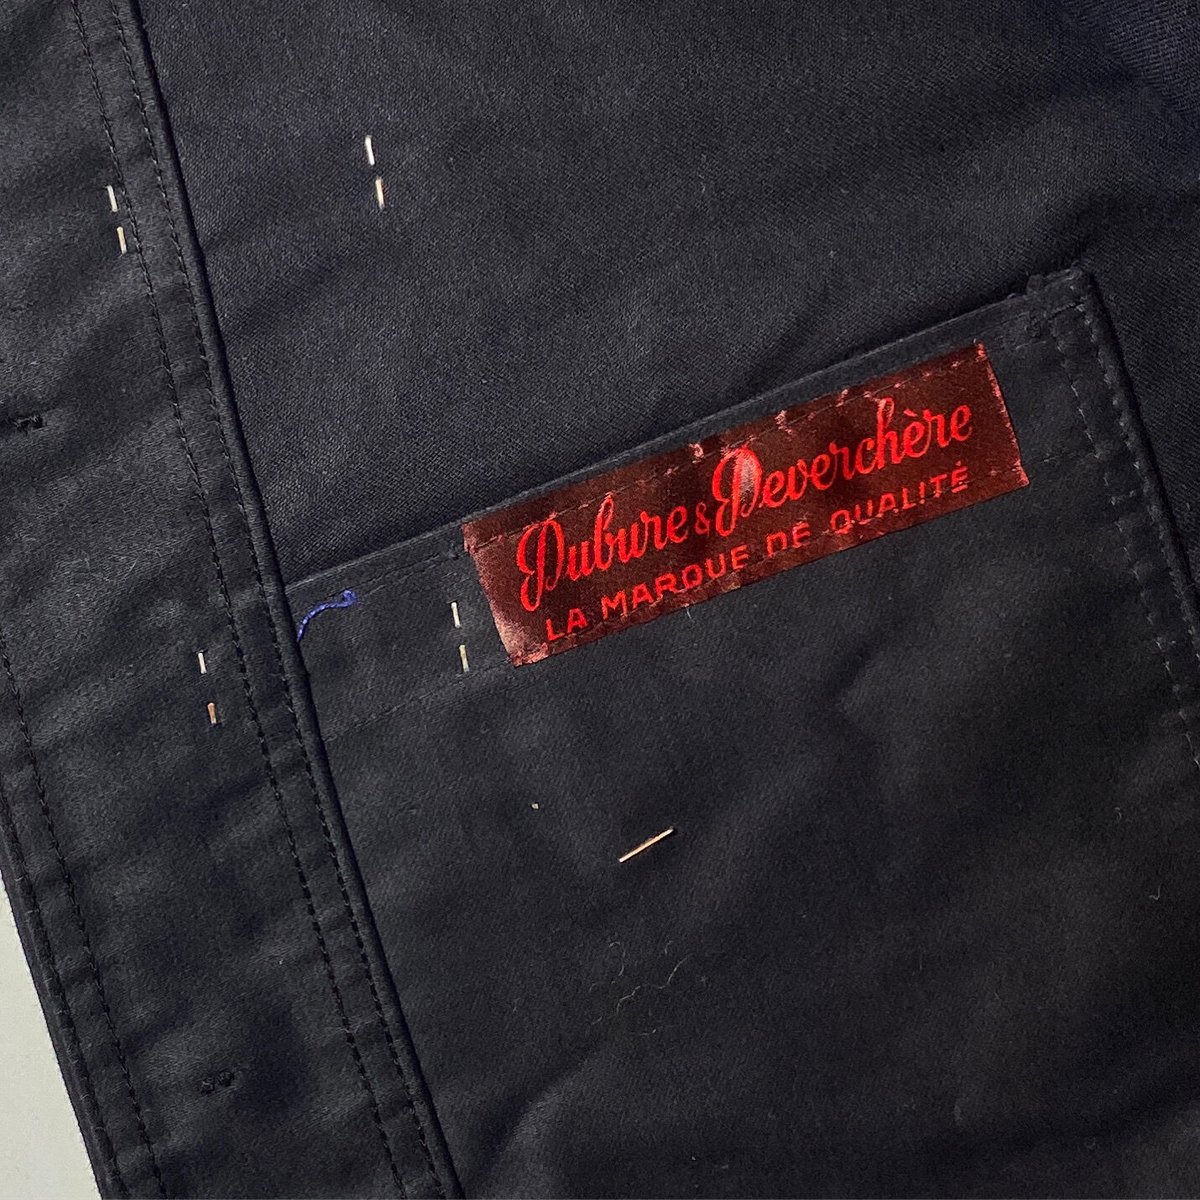 Dubure & Deverchère
LA MARQUE DE QUALITÉ